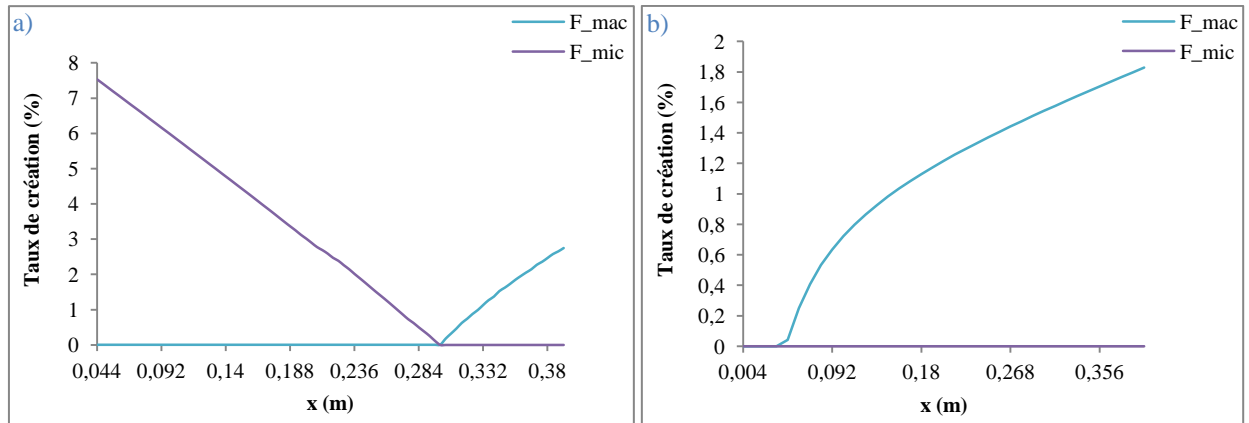 a)
F_mac
F_mic
Taux de création (%)
8
7
6
5
4
3
2
1
0
0,044 0,092 0,14 0,188 0,236 0,284 0,332 0,38
x (m)
b)
F_mac
F_mic
Taux de création (%)
2
1,8
1,6
1,4
1,2
1
0,8
0,6
0,4
0,2
0
0,004 0,092 0,18 0,268 0,356
x (m)